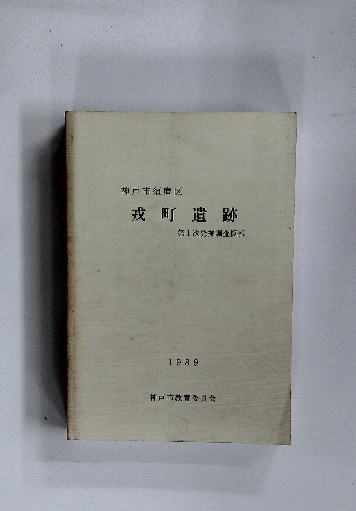 神戸市須磨区
戎町遺跡
第1次発掘調査概報
1989
神戸市教育委員会